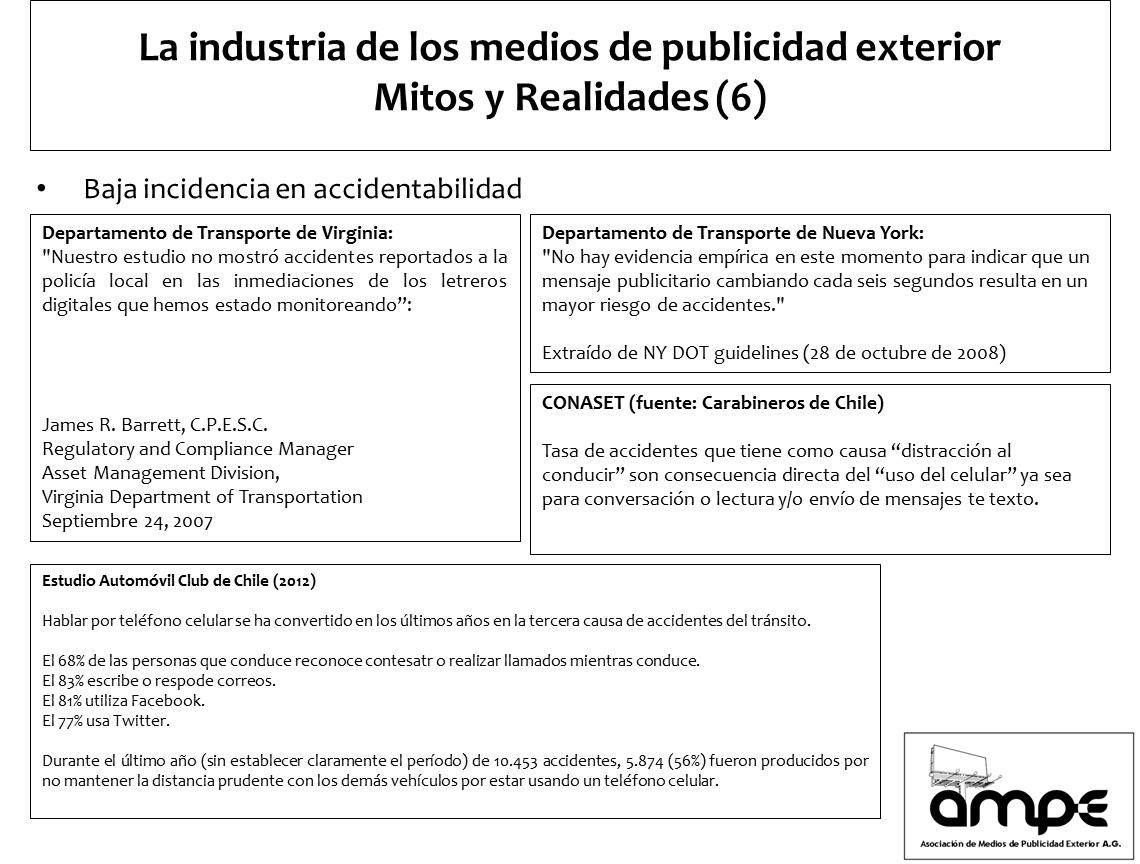 La industria de los medios de publicidad exterior
Mitos y Realidades (6)
• Baja incidencia en accidentabilidad
Departamento de Transporte de Virginia:
"Nuestro estudio no mostró accidentes reportados a la
policía local en las inmediaciones de los letreros
digitales que hemos estado monitoreando”:
James R. Barrett, C.P.E.S.C.
Regulatory and Compliance Manager
Asset Management Division,
Virginia Department of Transportation
Septiembre 24, 2007
Departamento de Transporte de Nueva York:
"No hay evidencia empírica en este momento para indicar que un
mensaje publicitario cambiando cada seis segundos resulta en un
mayor riesgo de accidentes."
Extraído de NY DOT guidelines (28 de octubre de 2008)
CONASET (fuente: Carabineros de Chile)
Tasa de accidentes que tiene como causa “distracción al
conducir” son consecuencia directa del “uso del celular” ya sea
para conversación o lectura y/o envío de mensajes te texto.
Estudio Automóvil Club de Chile (2012)
Hablar por teléfono celular se ha convertido en los últimos años en la tercera causa de accidentes del tránsito.
El 68% de las personas que conduce reconoce contesatr o realizar llamados mientras conduce.
El 83% escribe o respode correos.
El 81% utiliza Facebook.
El 77% usa Twitter.
Durante el último año (sin establecer claramente el período) de 10.453 accidentes, 5.874 (56%) fueron producidos por
no mantener la distancia prudente con los demás vehículos por estar usando un teléfono celular.
ampe
Asociación de Medios de Publicidad Exterior A.G.